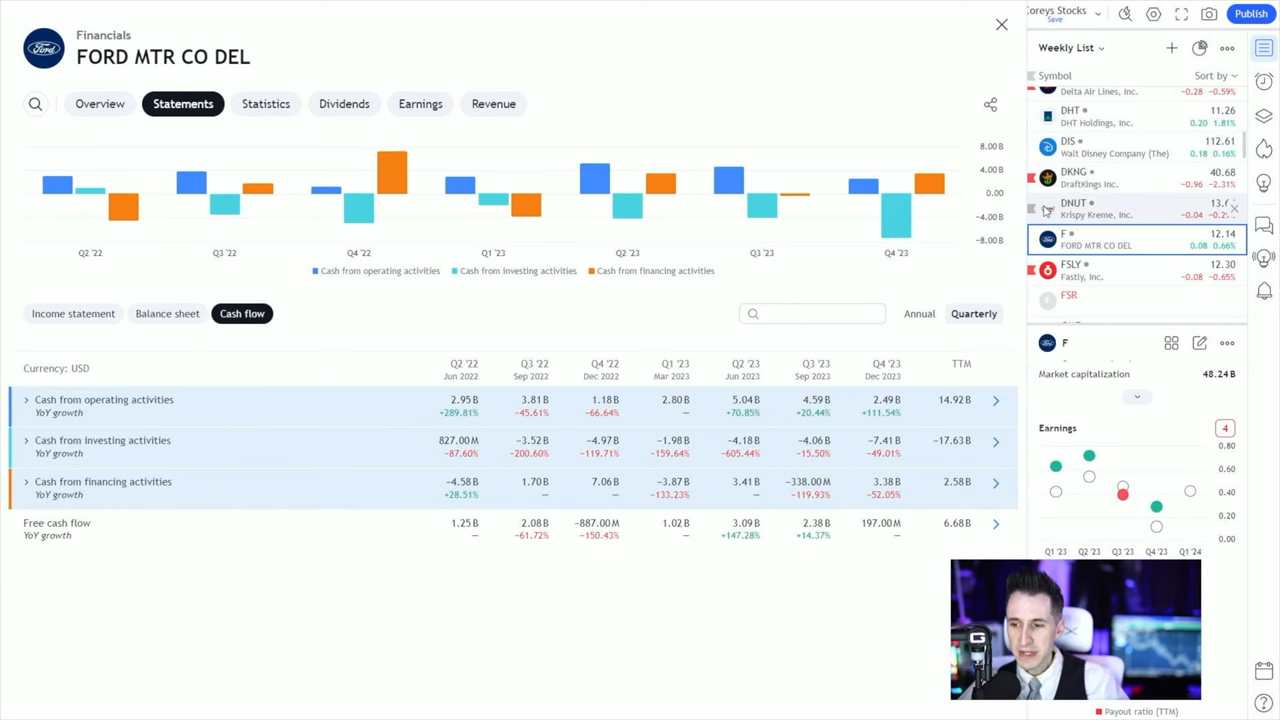 Financials
FORD MTR CO DEL
Ford
Overview Statements Statistics Dividends Earnings Revenue
8.00 B
4.00 B
0.00
−4.00 B
−8.00 B
Q2 '22 Q3 '22 Q4 '22 Q1 '23 Q2 '23 Q3 '23 Q4 '23
Cash from operating activities Cash from investing activities Cash from financing activities
Income statement Balance sheet Cash flow Annual Quarterly
Currency: USD Q2 '22 Q3 '22 Q4 '22 Q1 '23 Q2 '23 Q3 '23 Q4 '23 TTM
Jun 2022 Sep 2022 Dec 2022 Mar 2023 Jun 2023 Sep 2023 Dec 2023
Cash from operating activities 2.95 B 3.81 B 1.18 B 2.80 B 5.04 B 4.59 B 2.49 B 14.92 B
YoY growth +289.81% −45.61% −66.64% — +70.85% +20.44% +111.54%
Cash from investing activities 827.00 M −3.52 B −4.97 B −1.98 B −4.18 B −4.06 B −7.41 B −17.63 B
YoY growth −87.60% −200.60% −119.71% −159.64% −605.44% −15.50% −49.01%
Cash from financing activities −4.58 B 1.70 B 7.06 B −3.87 B 3.41 B −338.00 M 3.38 B 2.58 B
YoY growth +28.51% — — −133.23% — −119.93% −52.05%
Free cash flow 1.25 B 2.08 B −887.00 M 1.02 B 3.09 B 2.38 B 197.00 M 6.68 B
YoY growth — −61.72% −150.43% — +147.28% +14.37% —
Coreys Stocks
Save
Publish
Weekly List
Symbol Sort by
Delta Air Lines, Inc. −0.28 −0.59%
DHT 11.26
DHT Holdings, Inc. 0.20 1.81%
DIS 112.61
Walt Disney Company (The) 0.18 0.16%
DKNG 40.68
DraftKings Inc. −0.96 −2.31%
DNUT
Krispy Kreme, Inc. −0.04
F 12.14
FORD MTR CO DEL 0.08 0.66%
FSLY 12.30
Fastly, Inc. −0.08 −0.65%
F FSR
F
Market capitalization 48.24 B
Earnings 4
0.80
0.60
0.40
0.20
0.00
Q1 '23 Q2 '23 Q3 '23 Q4 '23 Q1 '24
G
Payout ratio (TTM)